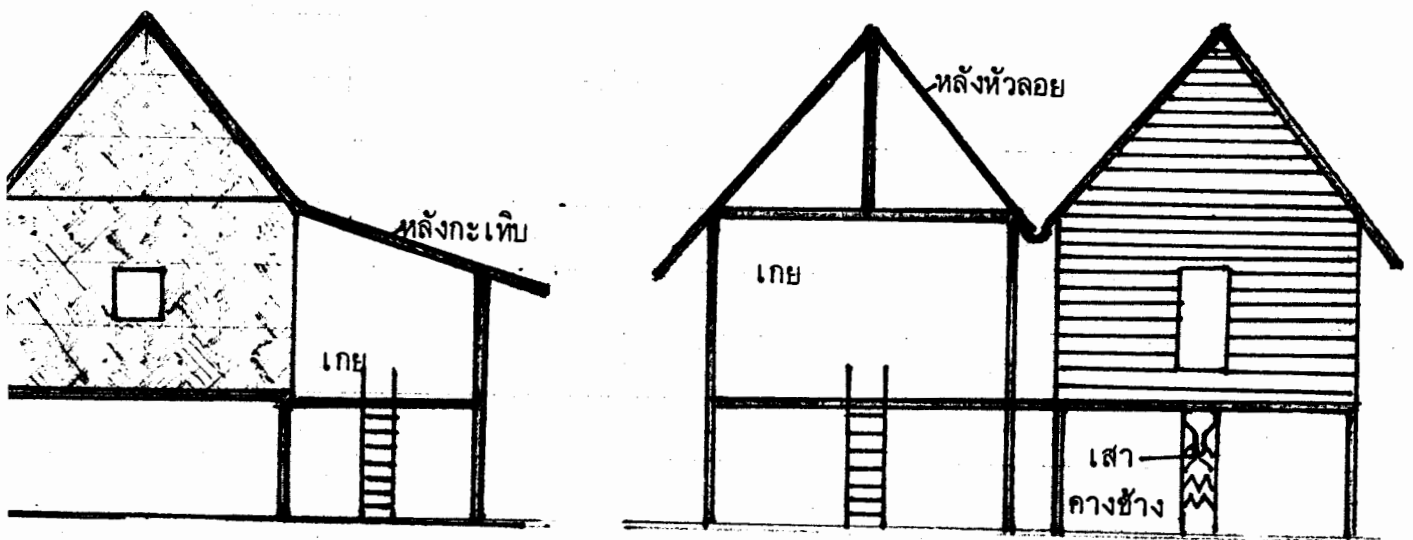 หลังหัวลอย
หลังกะเทิบ
เกย
เกย
เสา
คางช้าง